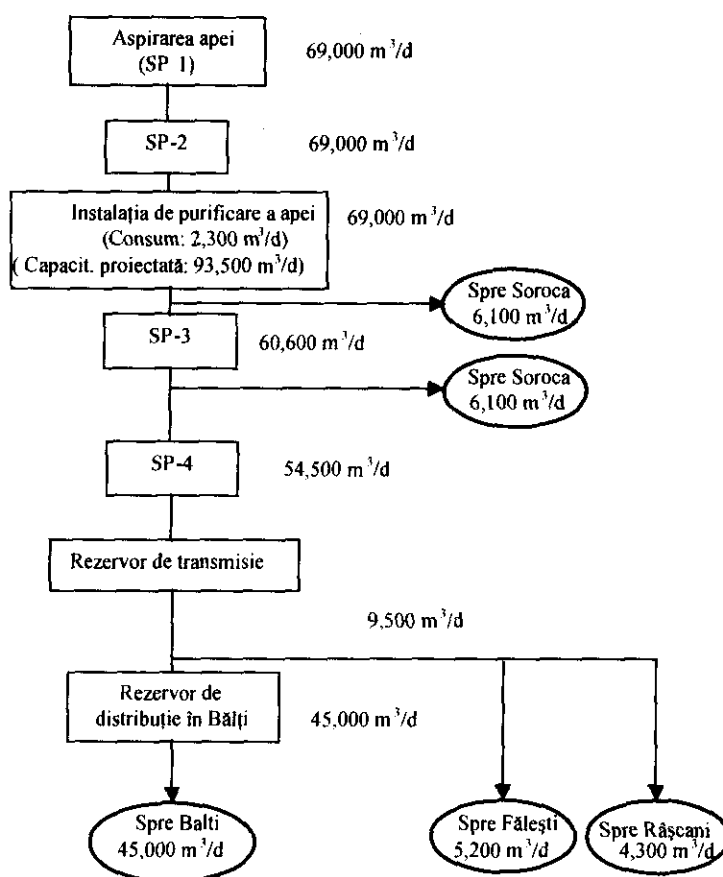 Aspirarea apei
(SP 1)
69,000 m³/d
SP-2
69,000 m³/d
Instalația de purificare a apei
(Consum: 2,300 m³/d)
( Capacit. proiectată: 93,500 m³/d)
69,000 m³/d
Spre Soroca
6,100 m³/d
SP-3
60,600 m³/d
Spre Soroca
6,100 m³/d
SP-4
54,500 m³/d
Rezervor de transmisie
9,500 m³/d
Rezervor de
distribuție în Bălți
45,000 m³/d
Spre Balti
45,000 m³/d
Spre Fălești
5,200 m³/d
Spre Râșcani
4,300 m³/d